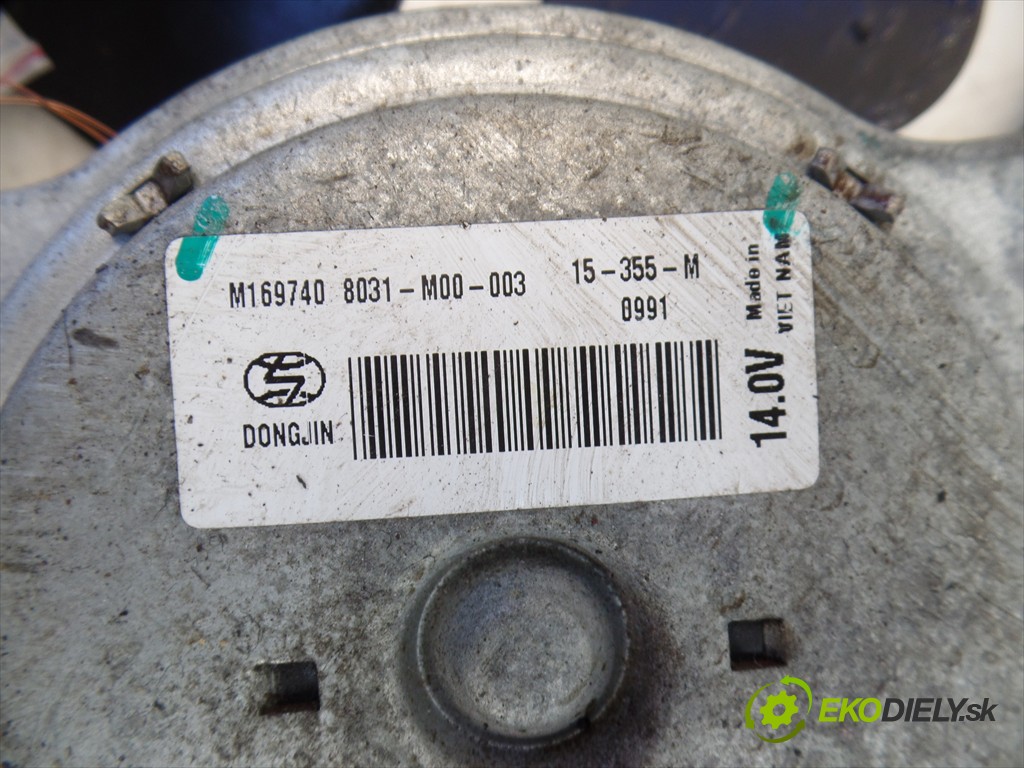 M169740 8031-M00-003 15-355-M
0991
DONGJIN
14.0V
Made in
VIET NAM
EKODIELY.sk